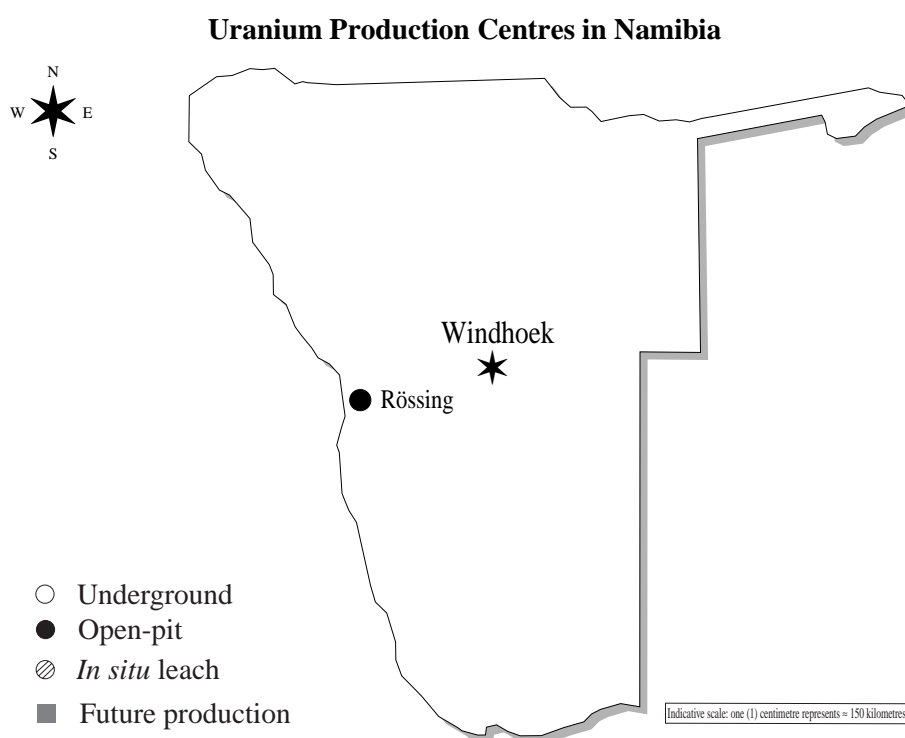 Uranium Production Centres in Namibia
N
W E
S
Windhoek
Rössing
Underground
Open-pit
In situ leach
Future production
Indicative scale: one (1) centimetre represents ≈ 150 kilometres